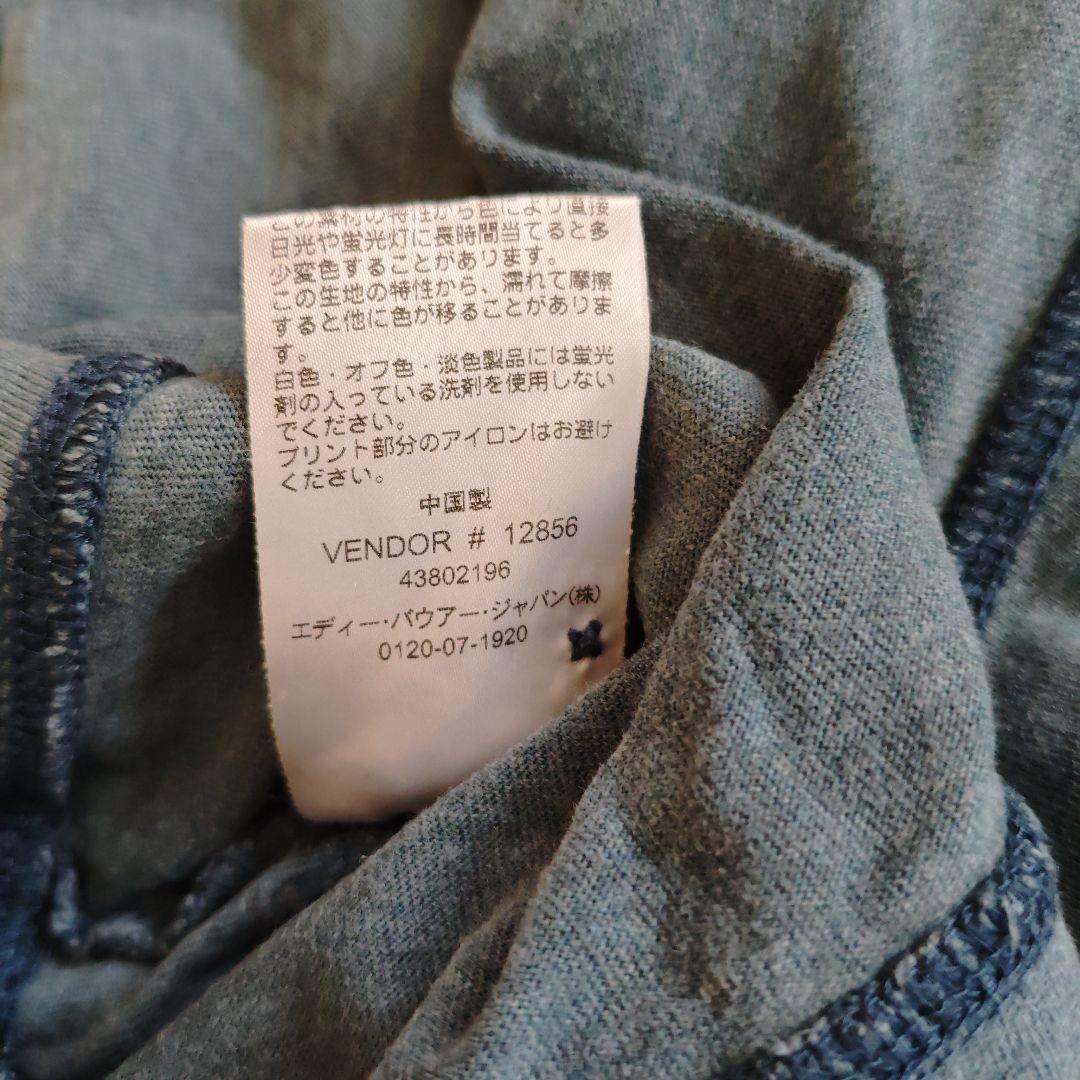 この素材の特性から色により直接
日光や蛍光灯に長時間当てると多
少変色することがあります。
この生地の特性から、濡れて摩擦
すると他に色が移ることがありま
す。
白色・オフ色・淡色製品には蛍光
剤の入っている洗剤を使用しない
でください。
プリント部分のアイロンはお避け
ください。
中国製
VENDOR # 12856
43802196
エディー・バウアー・ジャパン(株)
0120-07-1920